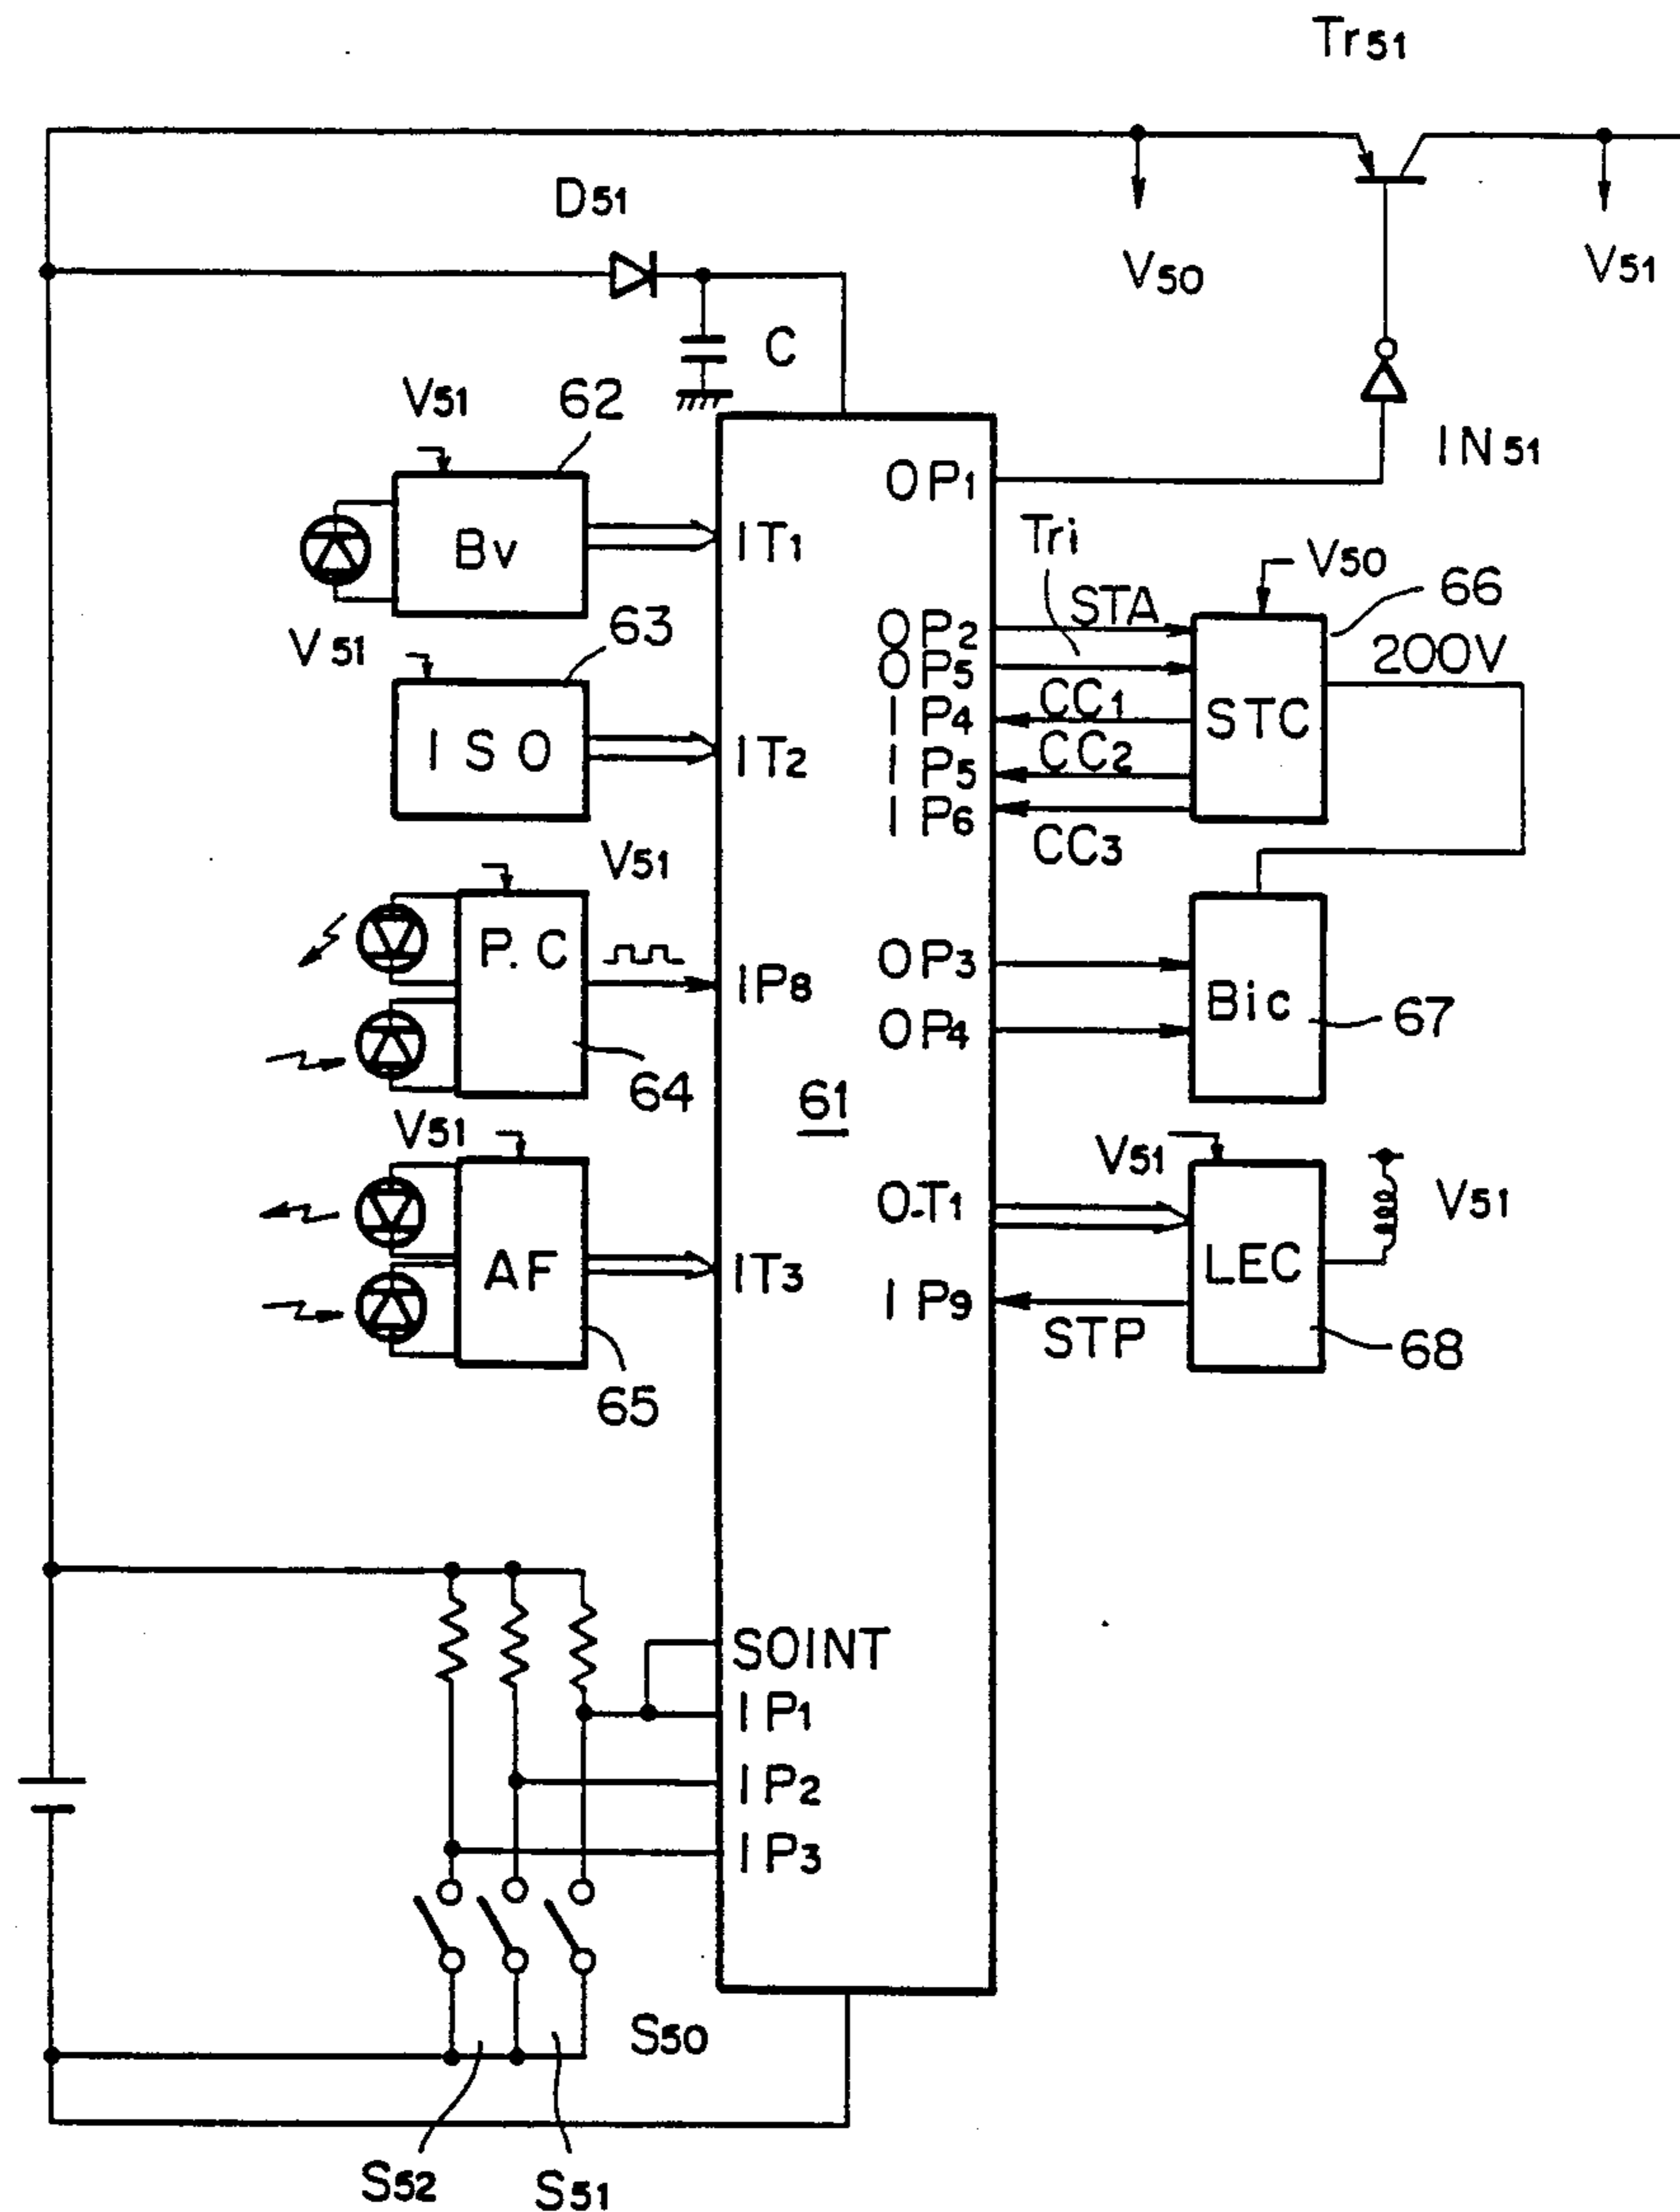 Tr51
D51
V50
V51
C
V51
62
IN51
OP1
Bv
IT1
Tri
V50
66
STA
OP2
200V
V51
63
OP5
CC1
IP4
STC
ISO
IT2
CC2
IP5
IP6
CC3
V51
P.C
OP3
IP8
Bic
67
OP4
64
61
V51
V51
O-T1
V51
AF
LEC
IT3
IP9
STP
68
65
SOINT
IP1
IP2
IP3
S50
S52
S51